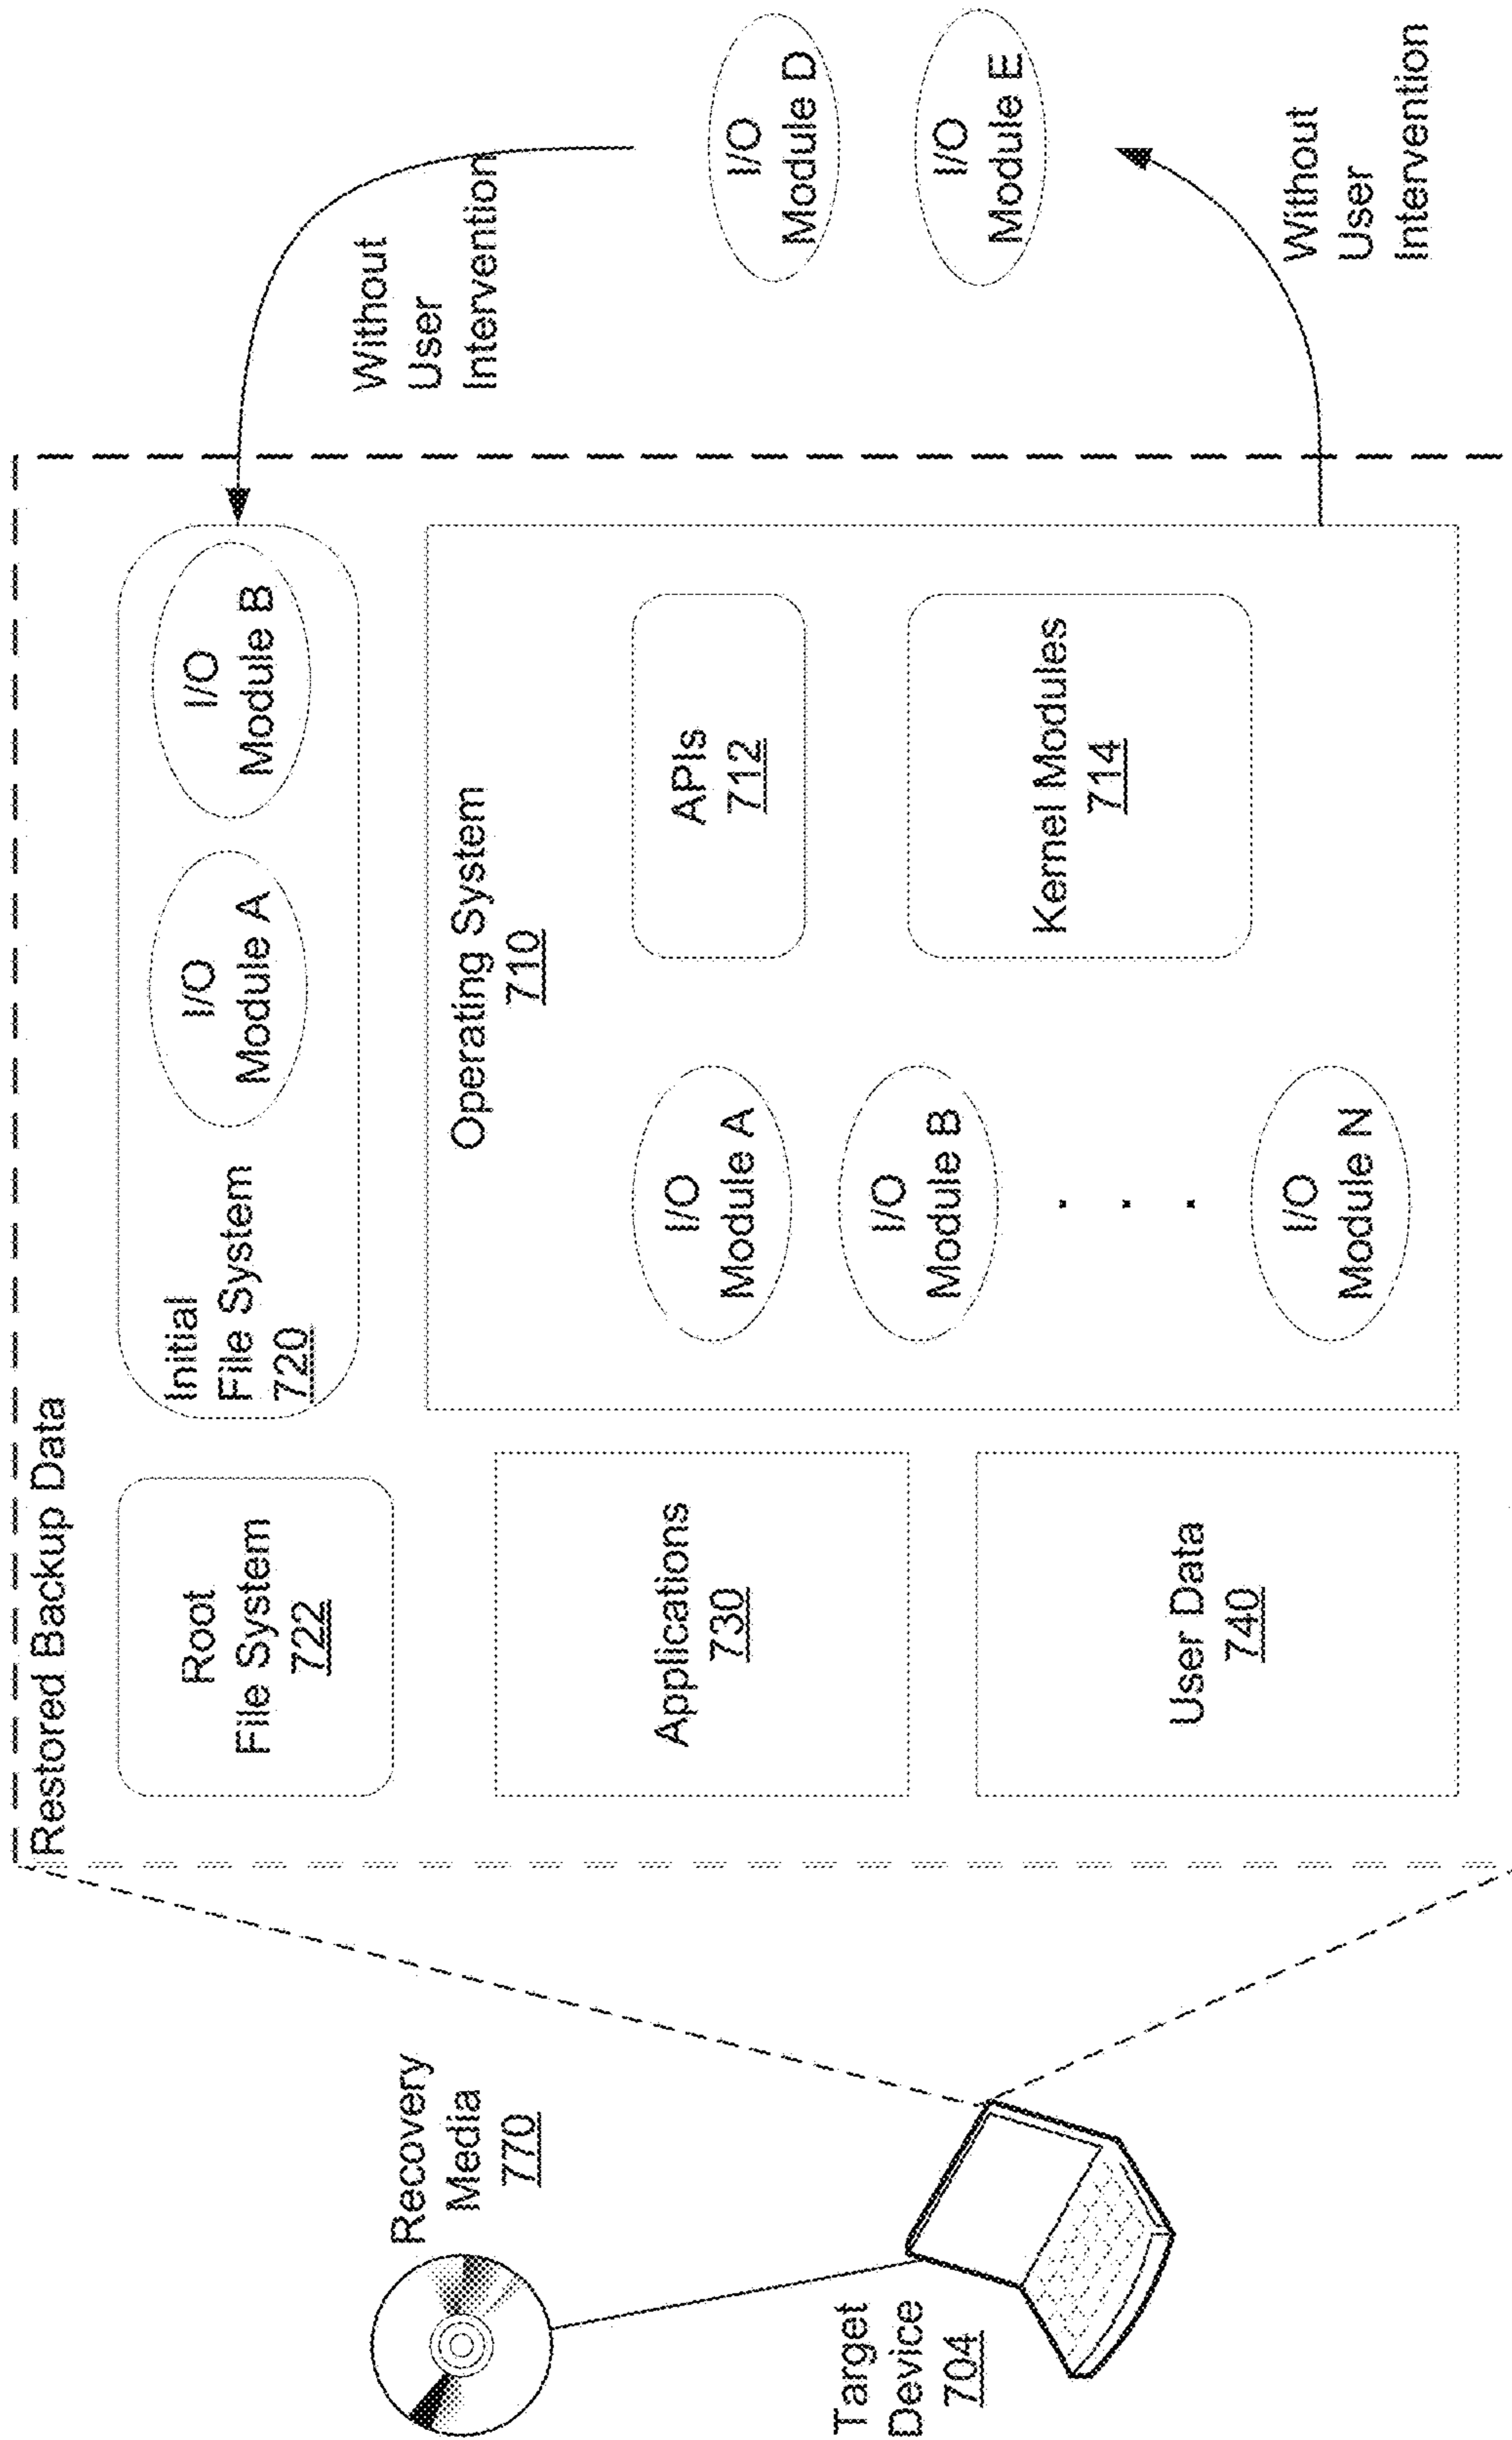 Restored Backup Data
Root
File System
722
Initial
File System
720
I/O
Module A
I/O
Module B
Without
User
Intervention
Recovery
Media
770
Applications
730
Operating System
710
I/O
Module A
APIs
712
I/O
Module D
I/O
Module B
Kernel Modules
714
I/O
Module E
Target
Device
704
User Data
740
I/O
Module N
Without
User
Intervention